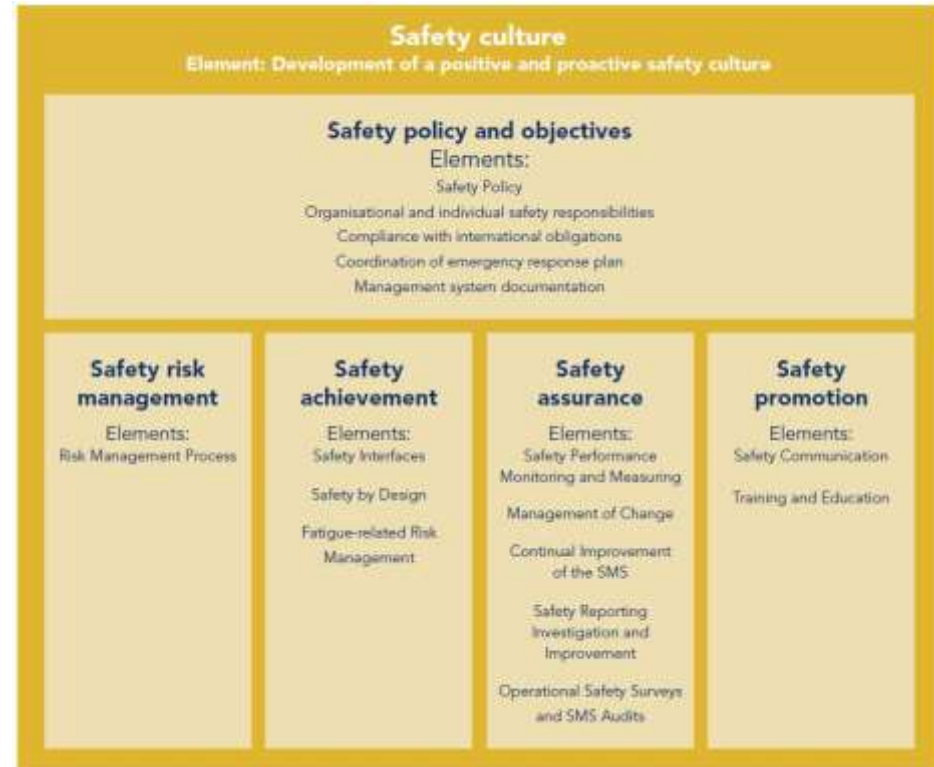 Safety culture
Element: Development of a positive and proactive safety culture
Safety policy and objectives
Elements:
Safety Policy
Organisational and individual safety responsibilities
Compliance with international obligations
Coordination of emergency response plan
Management system documentation
Safety risk
management
Elements:
Risk Management Process
Safety
achievement
Elements:
Safety Interfaces
Safety by Design
Fatigue-related Risk
Management
Safety
assurance
Elements:
Safety Performance
Monitoring and Measuring
Management of Change
Continual Improvement
of the SMS
Safety Reporting
Investigation and
Improvement
Operational Safety Surveys
and SMS Audits
Safety
promotion
Elements:
Safety Communication
Training and Education